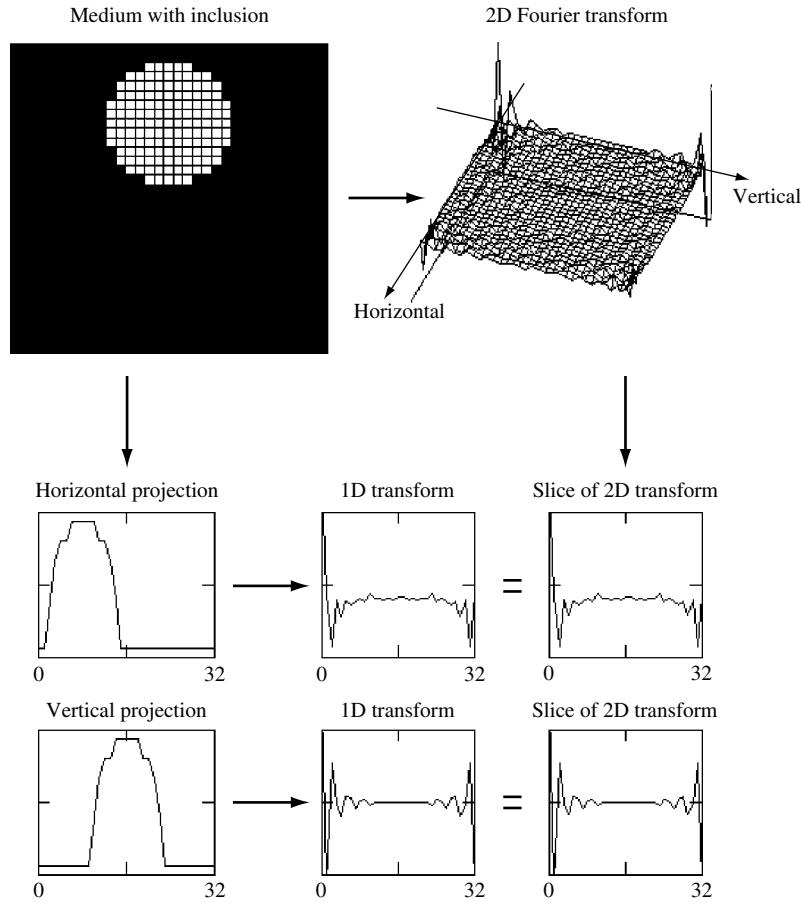 Medium with inclusion
2D Fourier transform
Vertical
Horizontal
Horizontal projection
1D transform
Slice of 2D transform
=
0 32
0 32
0 32
Vertical projection
1D transform
Slice of 2D transform
=
0 32
0 32
0 32